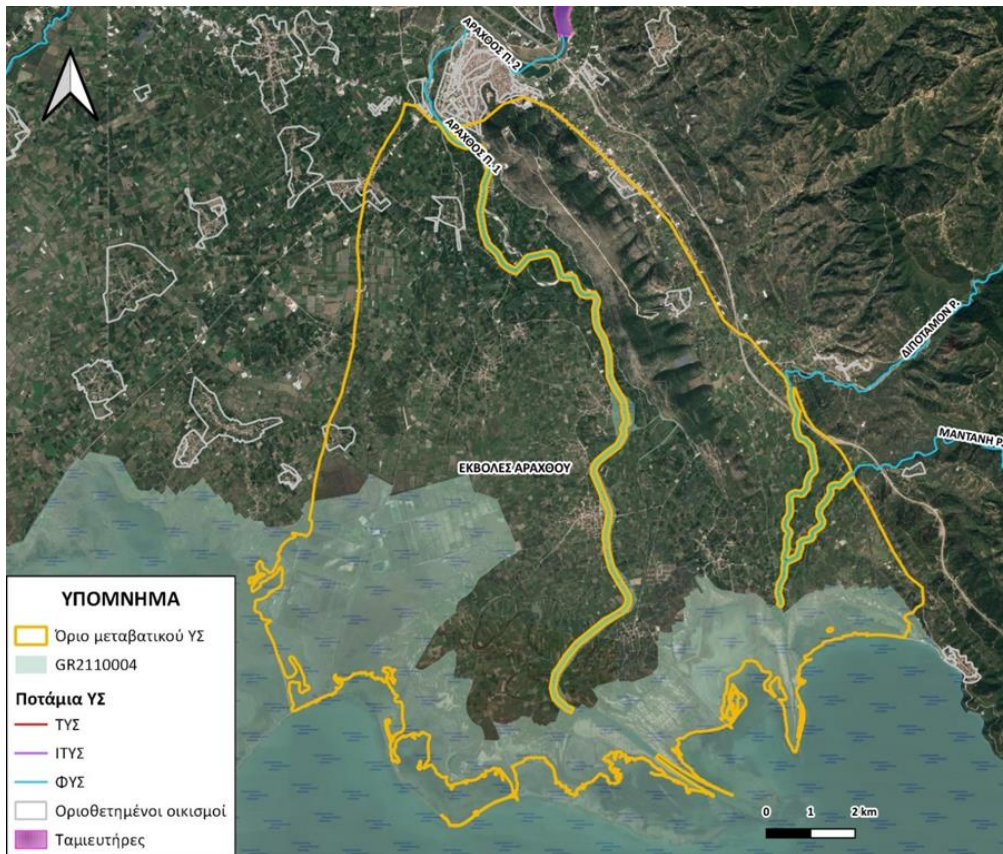 ΑΡΑΧΘΟΣ Π. 2
ΑΡΑΧΘΟΣ Π. 1
ΔΙΠΟΤΑΜΟΝ Ρ.
ΜΑΝΤΑΝΗ Ρ.
ΕΚΒΟΛΕΣ ΑΡΑΧΘΟΥ
ΥΠΟΜΝΗΜΑ
Όριο μεταβατικού ΥΣ
GR2110004
Ποτάμια ΥΣ
ΤΥΣ
ΙΤΥΣ
ΦΥΣ
Οριοθετημένοι οικισμοί
Ταμιευτήρες
0 1 2 km